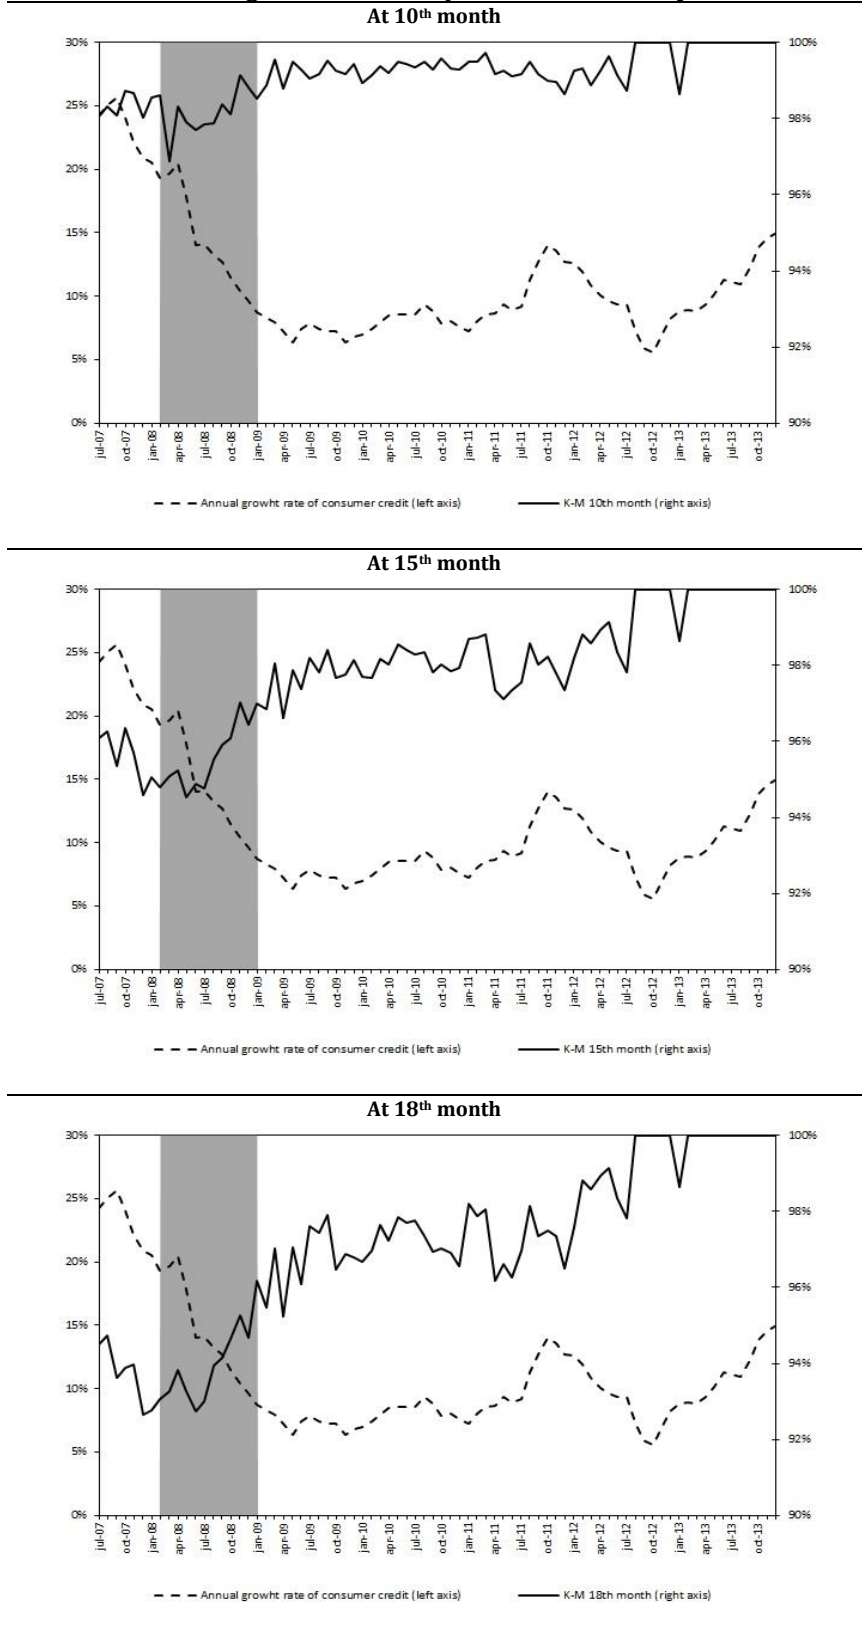 At 10th month
30%
25%
20%
15%
10%
5%
0%
100%
98%
96%
94%
92%
90%
jul-07
oct-07
jan-08
apr-08
jul-08
oct-08
jan-09
apr-09
jul-09
oct-09
jan-10
apr-10
jul-10
oct-10
jan-11
apr-11
jul-11
oct-11
jan-12
apr-12
jul-12
oct-12
jan-13
apr-13
jul-13
oct-13
Annual growht rate of consumer credit (left axis) K-M 10th month (right axis)
At 15th month
30%
25%
20%
15%
10%
5%
0%
100%
98%
96%
94%
92%
90%
jul-07
oct-07
jan-08
apr-08
jul-08
oct-08
jan-09
apr-09
jul-09
oct-09
jan-10
apr-10
jul-10
oct-10
jan-11
apr-11
jul-11
oct-11
jan-12
apr-12
jul-12
oct-12
jan-13
apr-13
jul-13
oct-13
Annual growht rate of consumer credit (left axis) K-M 15th month (right axis)
At 18th month
30%
25%
20%
15%
10%
5%
0%
100%
98%
96%
94%
92%
90%
jul-07
oct-07
jan-08
apr-08
jul-08
oct-08
jan-09
apr-09
jul-09
oct-09
jan-10
apr-10
jul-10
oct-10
jan-11
apr-11
jul-11
oct-11
jan-12
apr-12
jul-12
oct-12
jan-13
apr-13
jul-13
oct-13
Annual growht rate of consumer credit (left axis) K-M 18th month (right axis)